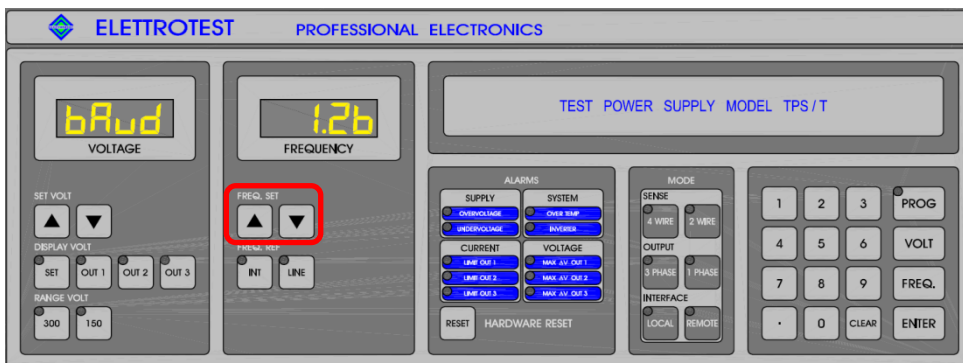 ELETTROTEST PROFESSIONAL ELECTRONICS
bAud
VOLTAGE
SET VOLT
DISPLAY VOLT
SET OUT 1 OUT 2 OUT 3
RANGE VOLT
300 150
1.2b
FREQUENCY
FREQ. SET
FREQ. REF
INT LINE
TEST POWER SUPPLY MODEL TPS / T
ALARMS
SUPPLY SYSTEM
OVERVOLTAGE OVER TEMP
UNDERVOLTAGE INVERTER
CURRENT VOLTAGE
LIMIT OUT 1 MAX ΔV OUT 1
LIMIT OUT 2 MAX ΔV OUT 2
LIMIT OUT 3 MAX ΔV OUT 3
RESET HARDWARE RESET
MODE
SENSE
4 WIRE 2 WIRE
OUTPUT
3 PHASE 1 PHASE
INTERFACE
LOCAL REMOTE
1 2 3 PROG
4 5 6 VOLT
7 8 9 FREQ.
. 0 CLEAR ENTER